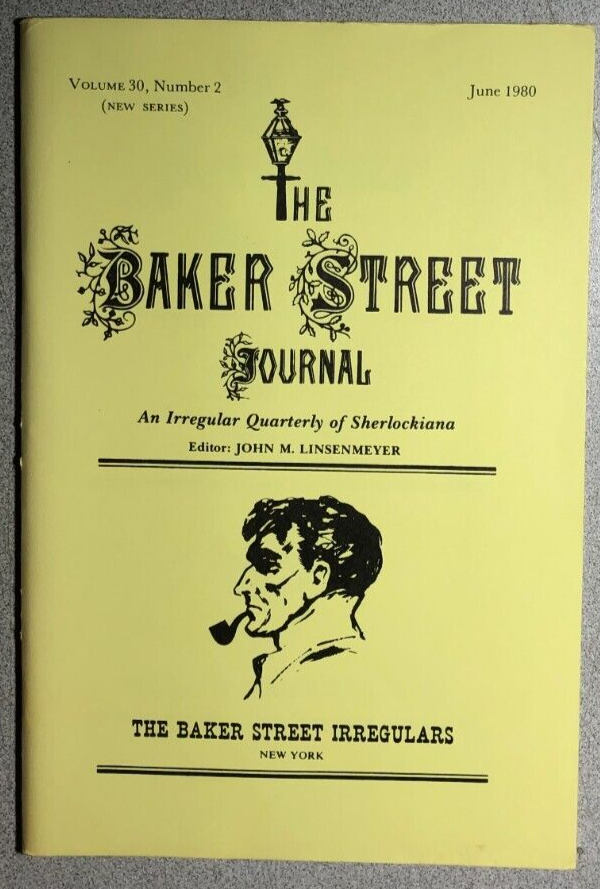 VOLUME 30, Number 2
June 1980
(NEW SERIES)
THE
BAKER STREET
JOURNAL
An Irregular Quarterly of Sherlockiana
Editor: JOHN M. LINSENMEYER
THE BAKER STREET IRREGULARS
NEW YORK